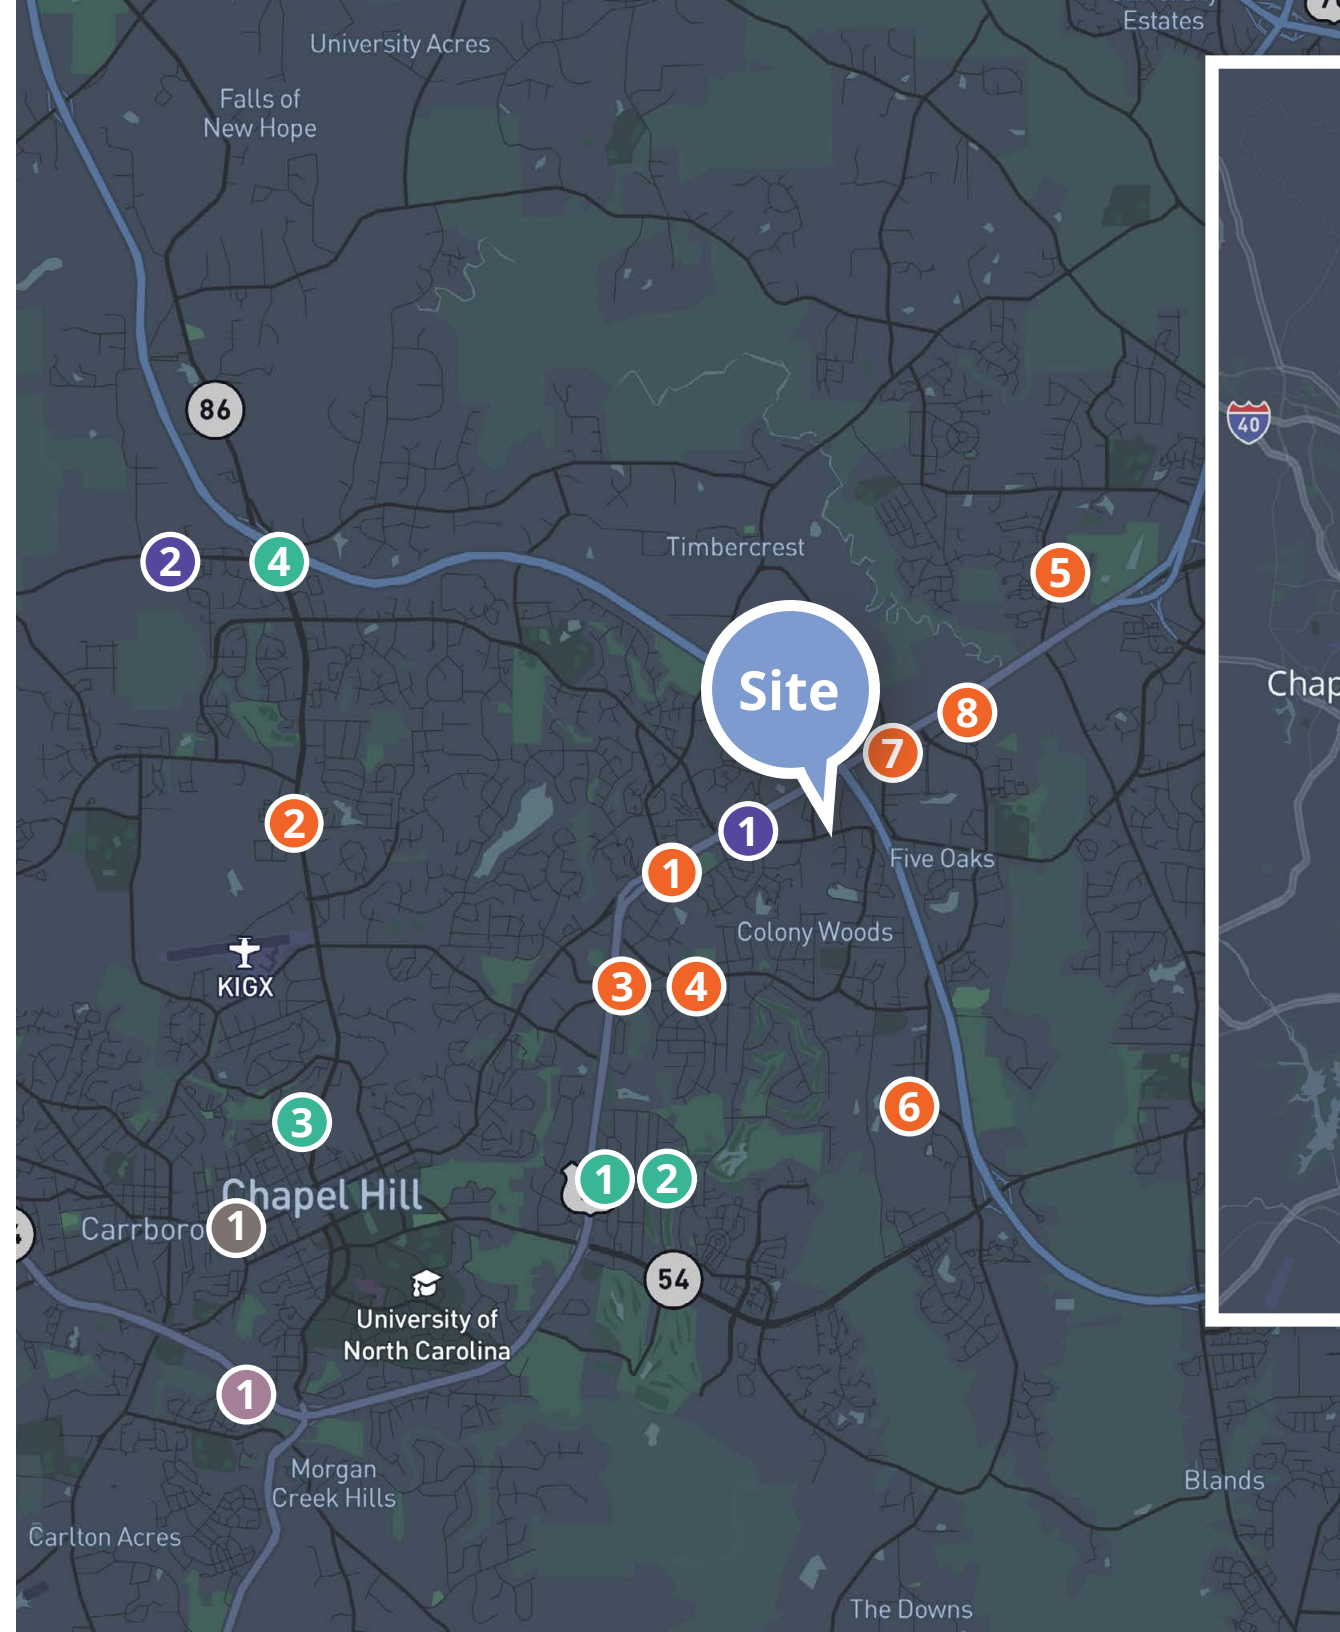 Estates
University Acres
Falls of
New Hope
86
40
2
4
Timbercrest
5
Site
Chap
8
7
2
1
1
Five Oaks
Colony Woods
KIGX
3
4
6
3
1
2
Chapel Hill
Carrboro
1
54
University of
North Carolina
1
Morgan
Creek Hills
Blands
Carlton Acres
The Downs